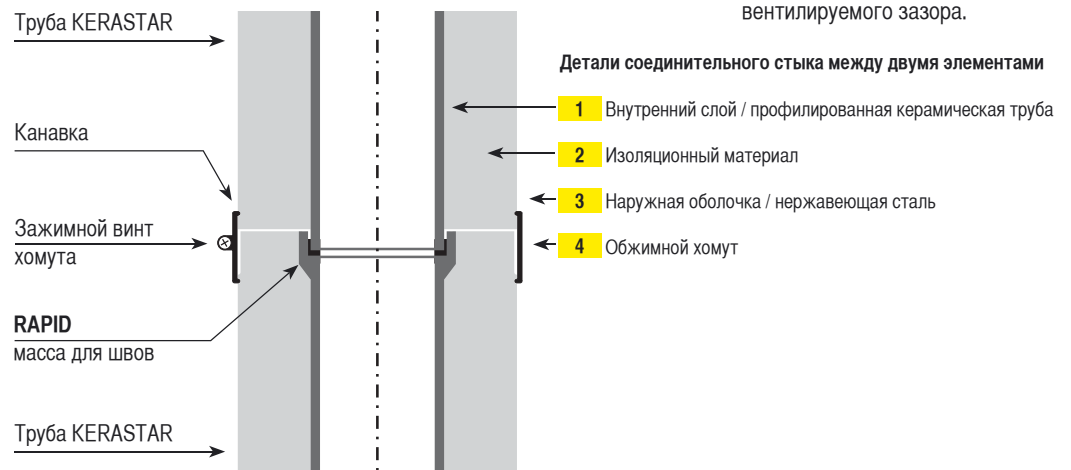 вентилируемого зазора.
Труба KERASTAR
Детали соединительного стыка между двумя элементами
1 Внутренний слой / профилированная керамическая труба
Канавка
2 Изоляционный материал
3 Наружная оболочка / нержавеющая сталь
Зажимной винт
хомута
4 Обжимной хомут
RAPID
масса для швов
Труба KERASTAR